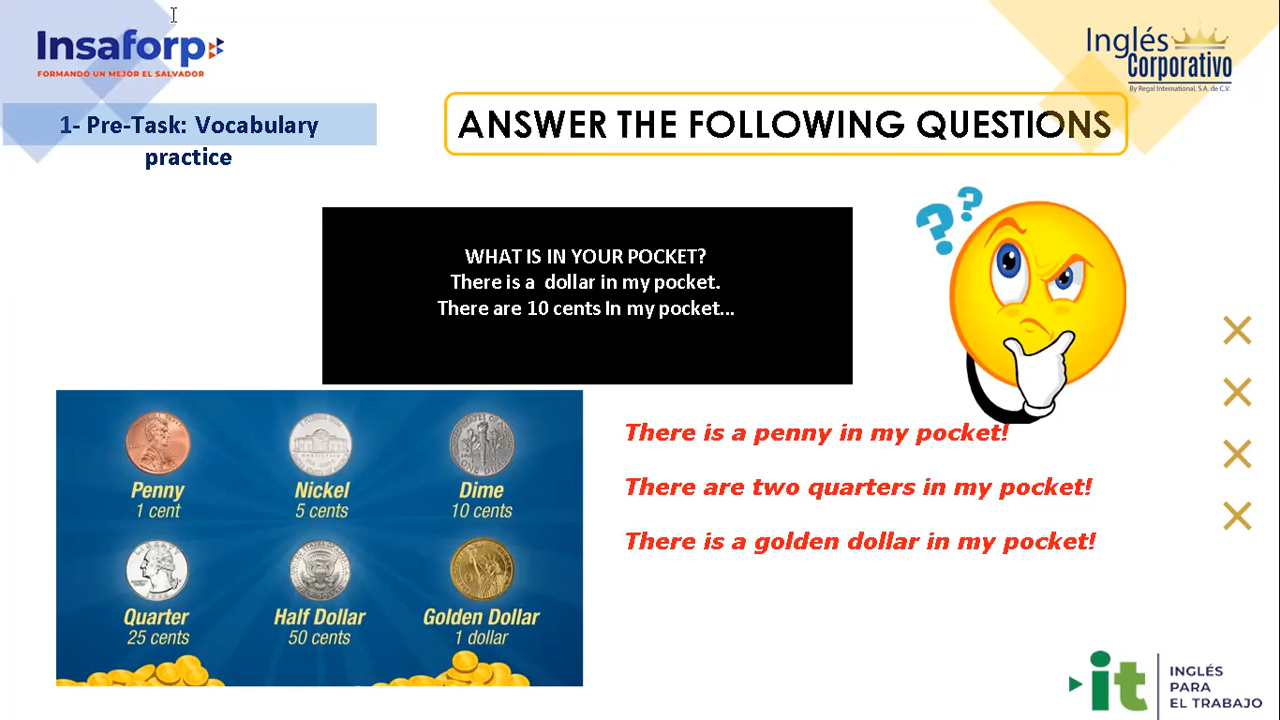 Insaforp
FORMANDO UN MEJOR EL SALVADOR
Inglés
Corporativo
By Regal International, S.A. de C.V.
1- Pre-Task: Vocabulary
practice
ANSWER THE FOLLOWING QUESTIONS
WHAT IS IN YOUR POCKET?
There is a dollar in my pocket.
There are 10 cents In my pocket...
? ?
Penny
1 cent
Nickel
5 cents
Dime
10 cents
Quarter
25 cents
Half Dollar
50 cents
Golden Dollar
1 dollar
There is a penny in my pocket!
There are two quarters in my pocket!
There is a golden dollar in my pocket!
it
INGLÉS
PARA
EL TRABAJO